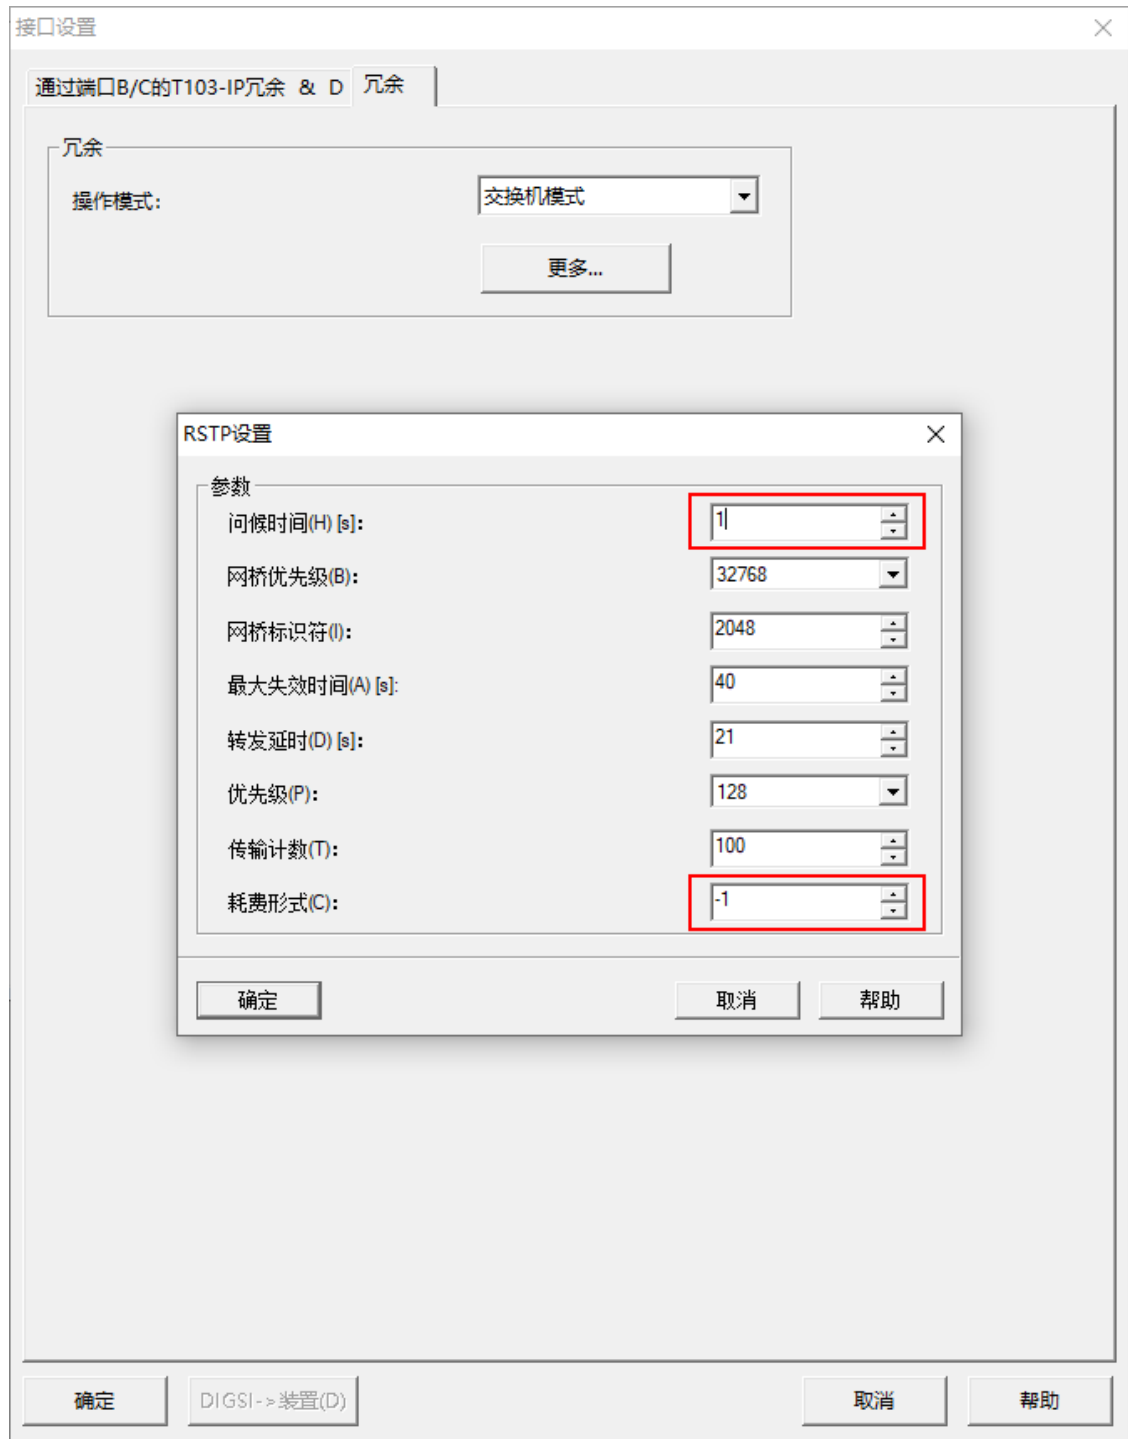 接口设置
通过端口B/C的T103-IP冗余 & D 冗余
冗余
操作模式: 交换机模式
更多...
RSTP设置
参数
问候时间(H) [s]: 1
网桥优先级(B): 32768
网桥标识符(I): 2048
最大失效时间(A) [s]: 40
转发延时(D) [s]: 21
优先级(P): 128
传输计数(T): 100
耗费形式(C): -1
确定 取消 帮助
确定 DIGSI->装置(D) 取消 帮助